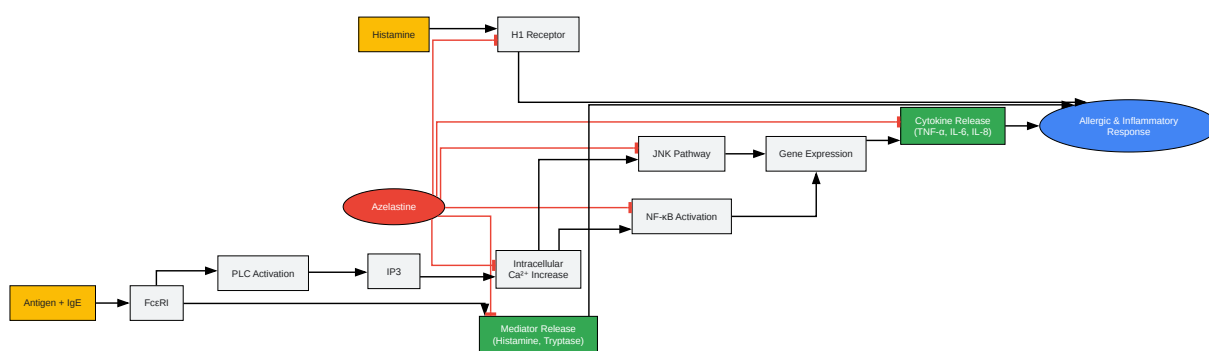 Histamine
H1 Receptor
Cytokine Release
(TNF-α, IL-6, IL-8)
Allergic & Inflammatory
Response
JNK Pathway
Gene Expression
Azelastine
NF-κB Activation
PLC Activation
IP3
Intracellular
Ca²⁺ Increase
Antigen + IgE
FcεRI
Mediator Release
(Histamine, Tryptase)